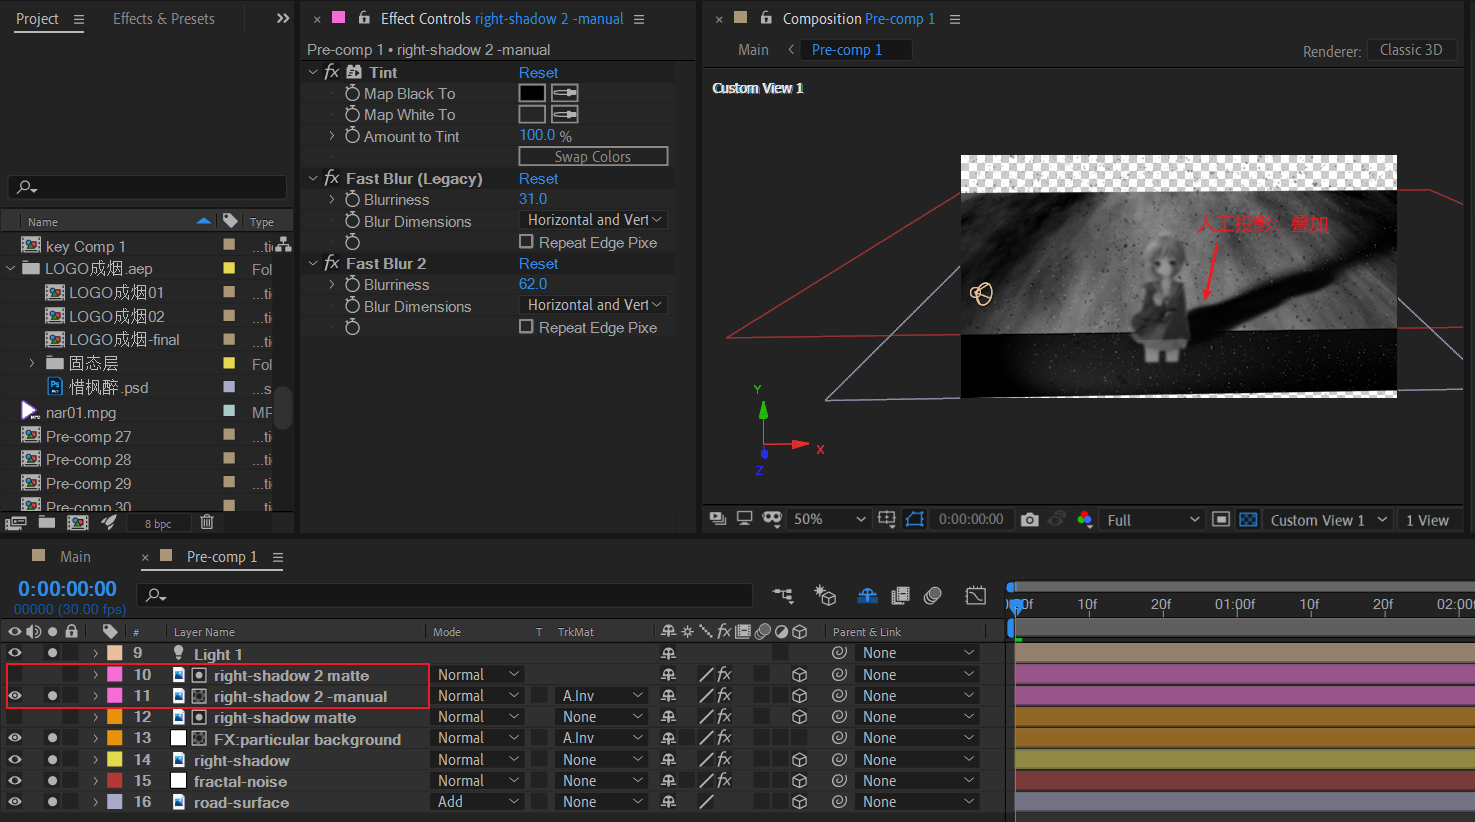 Project
Effects & Presets
Effect Controls right-shadow 2 -manual
Composition Pre-comp 1
Pre-comp 1 • right-shadow 2 -manual
Main
Pre-comp 1
Renderer:
Classic 3D
fx Tint Reset
Map Black To
Map White To
Amount to Tint 100.0 %
Swap Colors
fx Fast Blur (Legacy) Reset
Blurriness 31.0
Blur Dimensions Horizontal and Vert
Repeat Edge Pixe
fx Fast Blur 2 Reset
Blurriness 62.0
Blur Dimensions Horizontal and Vert
Repeat Edge Pixe
Custom View 1
人工投影：叠加
Y
X
Z
Name Type
key Comp 1 ...ti
LOGO成烟.aep Fol
LOGO成烟01 ...ti
LOGO成烟02 ...ti
LOGO成烟-final ...ti
固态层 Fol
惜枫醉.psd ...s
nar01.mpg MF
Pre-comp 27 ...ti
Pre-comp 28 ...ti
Pre-comp 29 ...ti
Pre-comp 30 ...ti
8 bpc
50%
0:00:00:00
Full
Custom View 1
1 View
Main
Pre-comp 1
0:00:00:00
00000 (30.00 fps)
:00f 10f 20f 01:00f 10f 20f 02:00
# Layer Name Mode T TrkMat fx Parent & Link
9 Light 1 None
10 right-shadow 2 matte Normal fx None
11 right-shadow 2 -manual Normal A.Inv fx None
12 right-shadow matte Normal None fx None
13 FX:particular background Normal A.Inv fx None
14 right-shadow Normal None fx None
15 fractal-noise Normal None fx None
16 road-surface Add None None